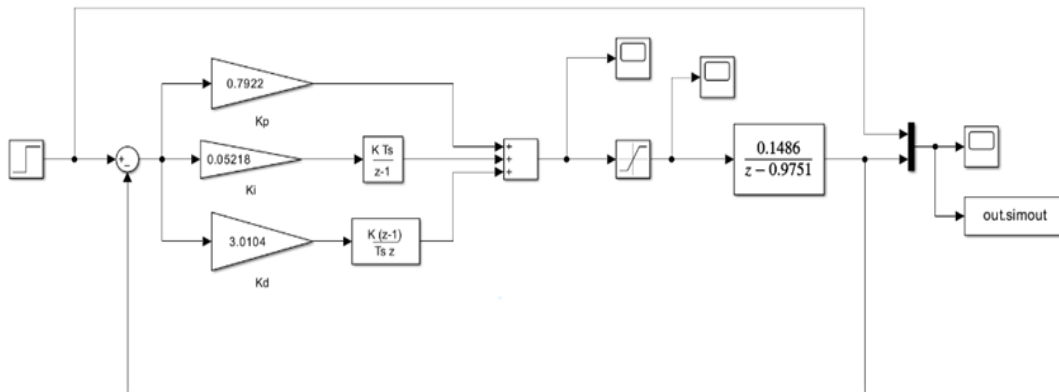 0.7922
Kp
+
−
0.05218
Ki
K Ts
z-1
+
+
+
0.1486
z − 0.9751
out.simout
3.0104
Kd
K (z-1)
Ts z